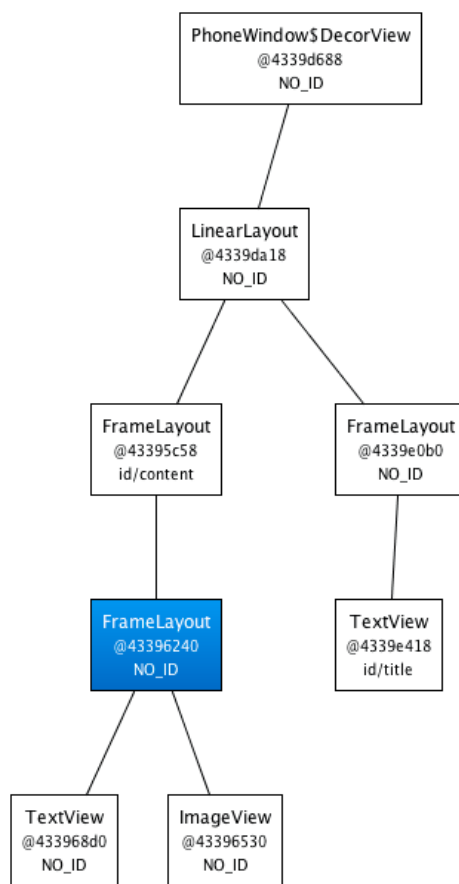 PhoneWindow$DecorView
@4339d688
NO_ID
LinearLayout
@4339da18
NO_ID
FrameLayout
@43395c58
id/content
FrameLayout
@4339e0b0
NO_ID
FrameLayout
@43396240
NO_ID
TextView
@4339e418
id/title
TextView
@433968d0
NO_ID
ImageView
@43396530
NO_ID